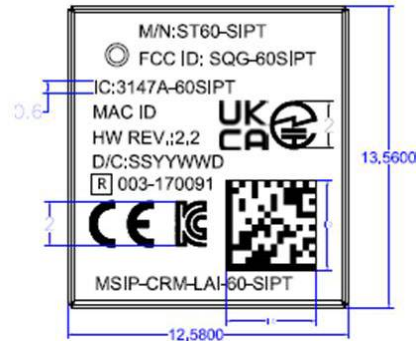 M/N:ST60-SIPT
FCC ID: SQG-60SIPT
IC:3147A-60SIPT
0.6
MAC ID
UK
CA
2
HW REV.:2,2
13,5600
D/C:SSYYWWD
R 003-170091
2
CE
MSIP-CRM-LAI-60-SIPT
12,5800